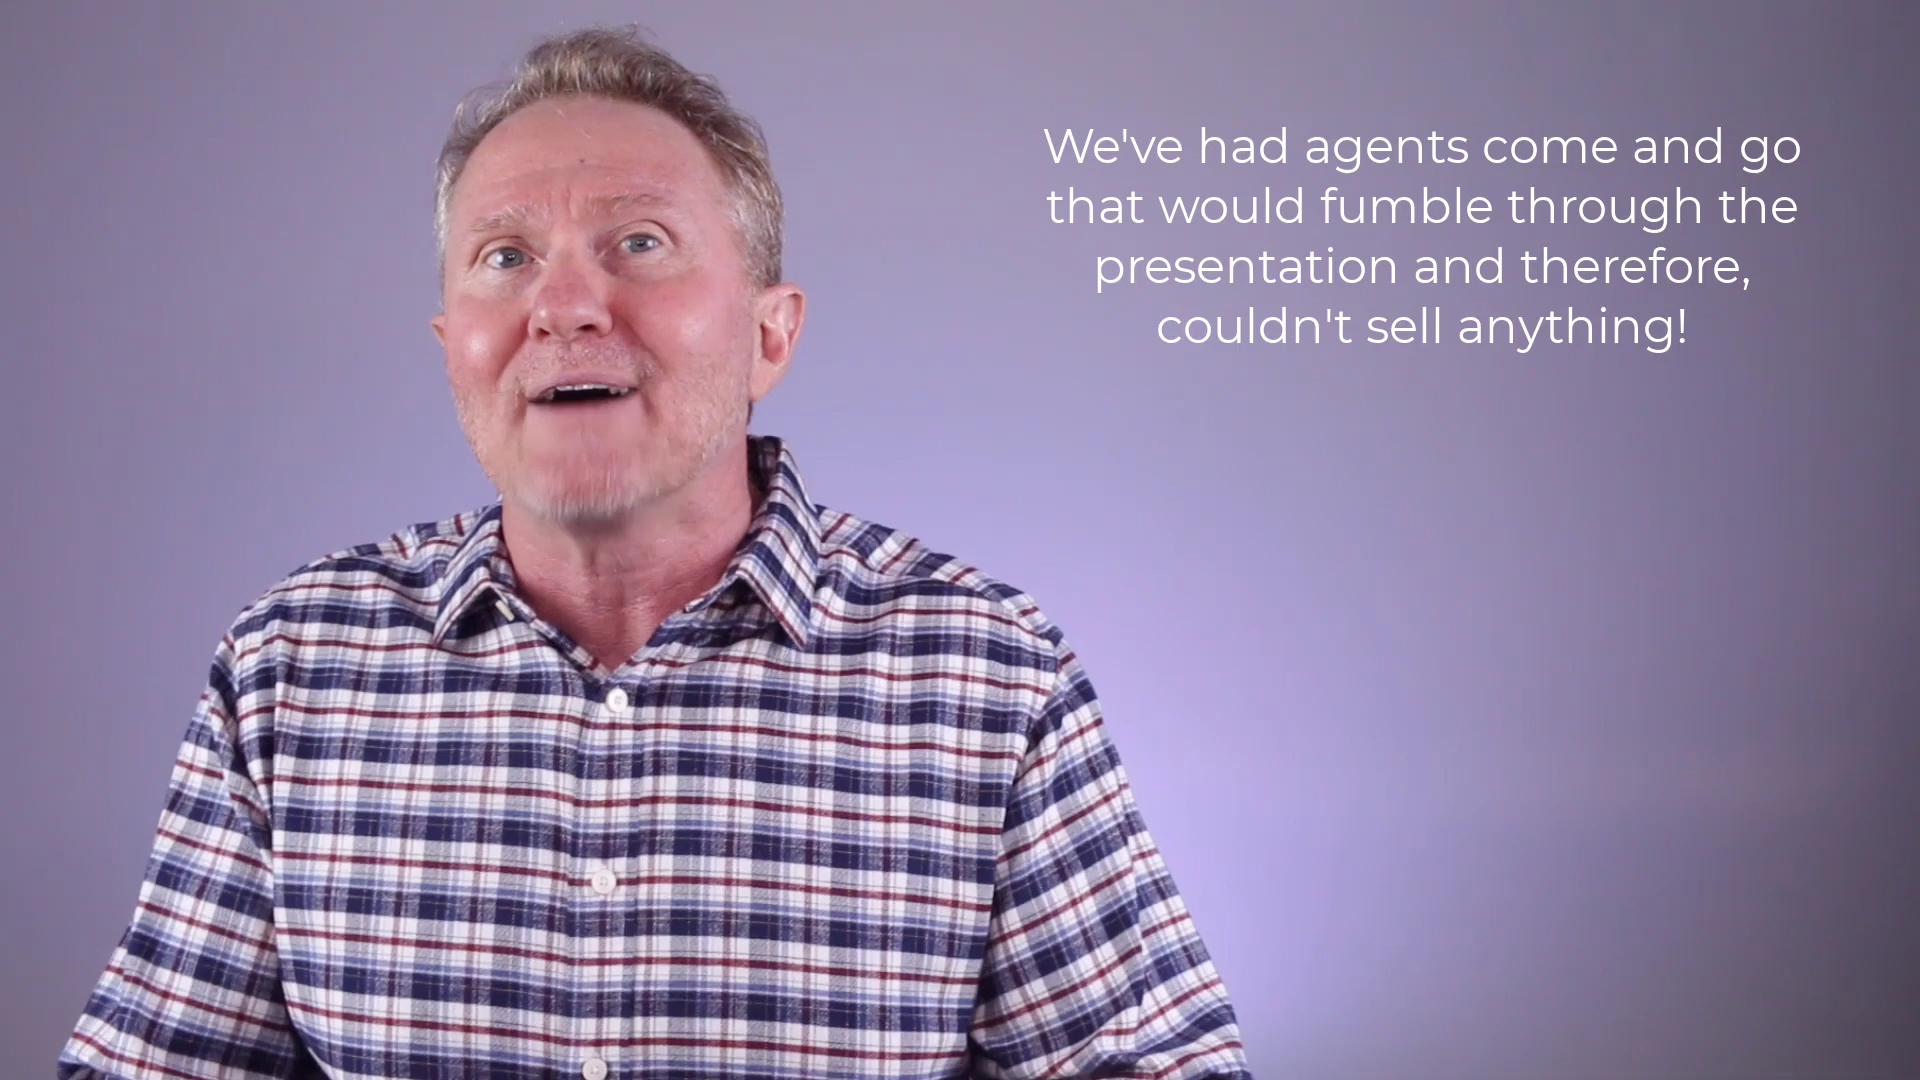 We've had agents come and go
that would fumble through the
presentation and therefore,
couldn't sell anything!